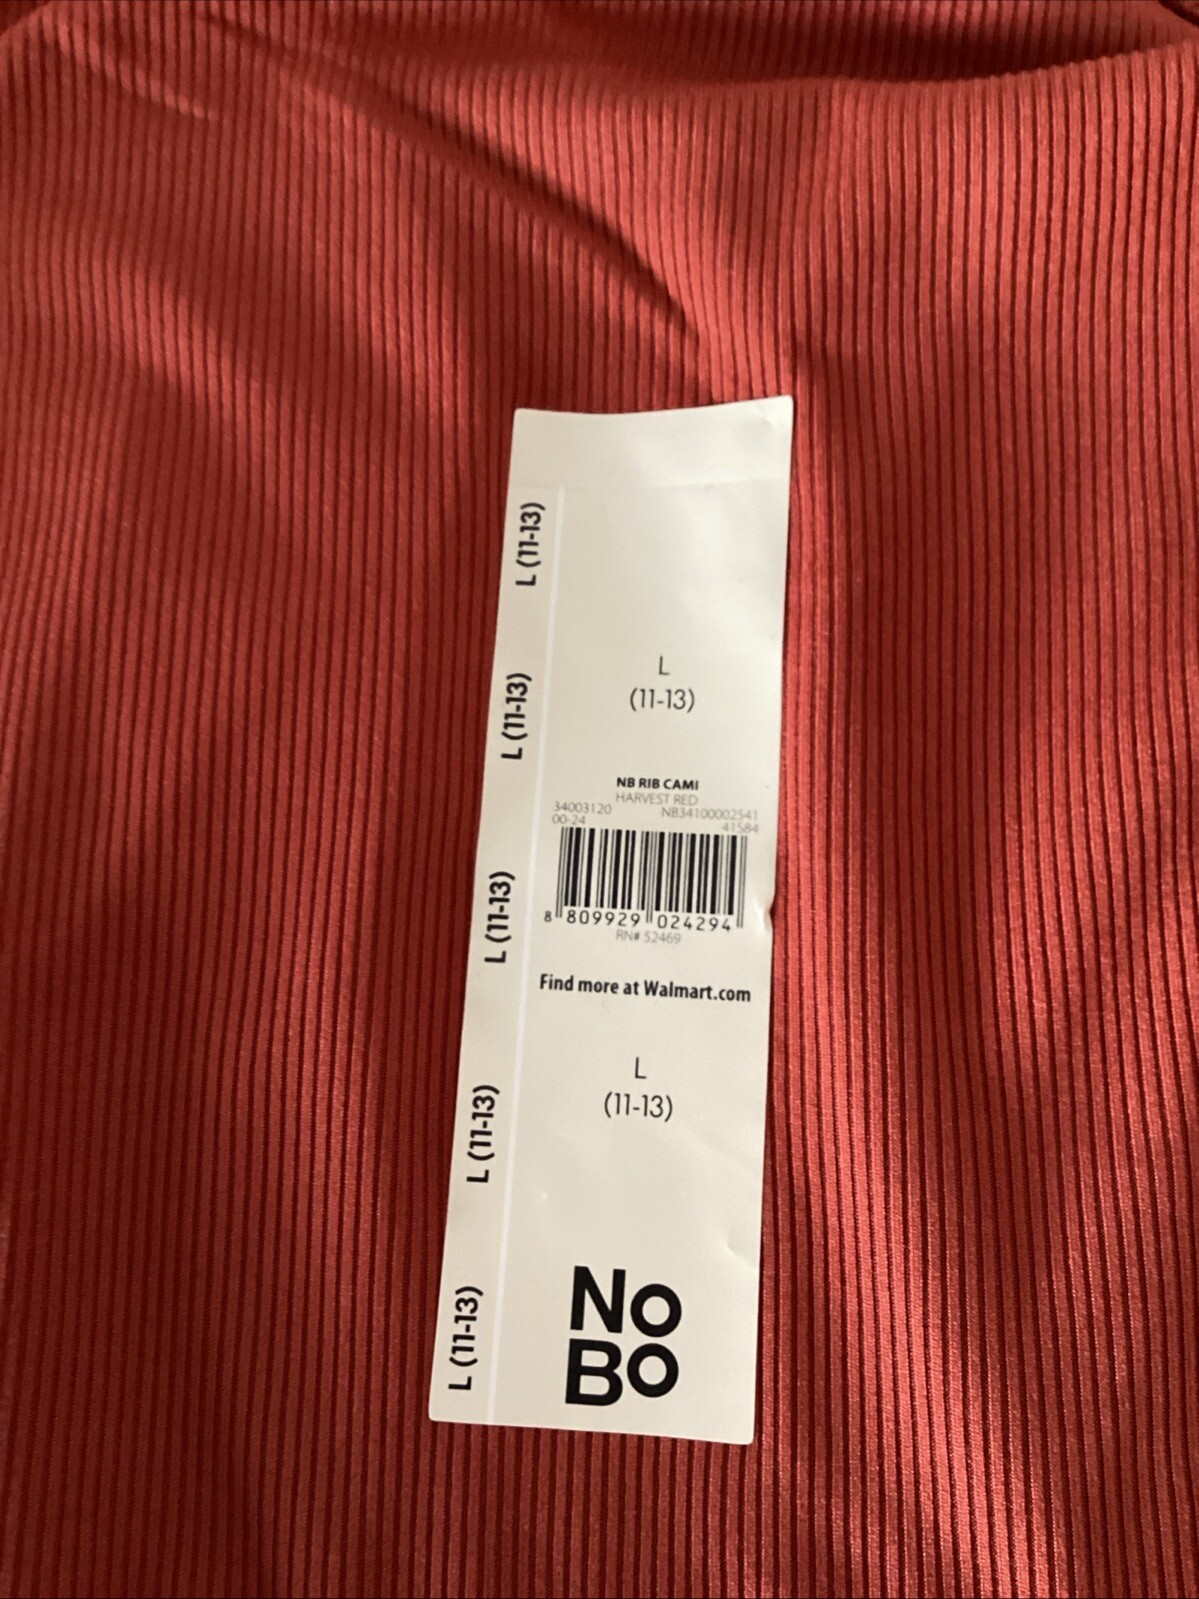 L (11-13)
L (11-13)
L (11-13)
L (11-13)
L (11-13)
L
(11-13)
NB RIB CAMI
HARVEST RED
34003120 NB34100002541
00-24 41584
8 809929 024294
RN# 52469
Find more at Walmart.com
L
(11-13)
NO
BO